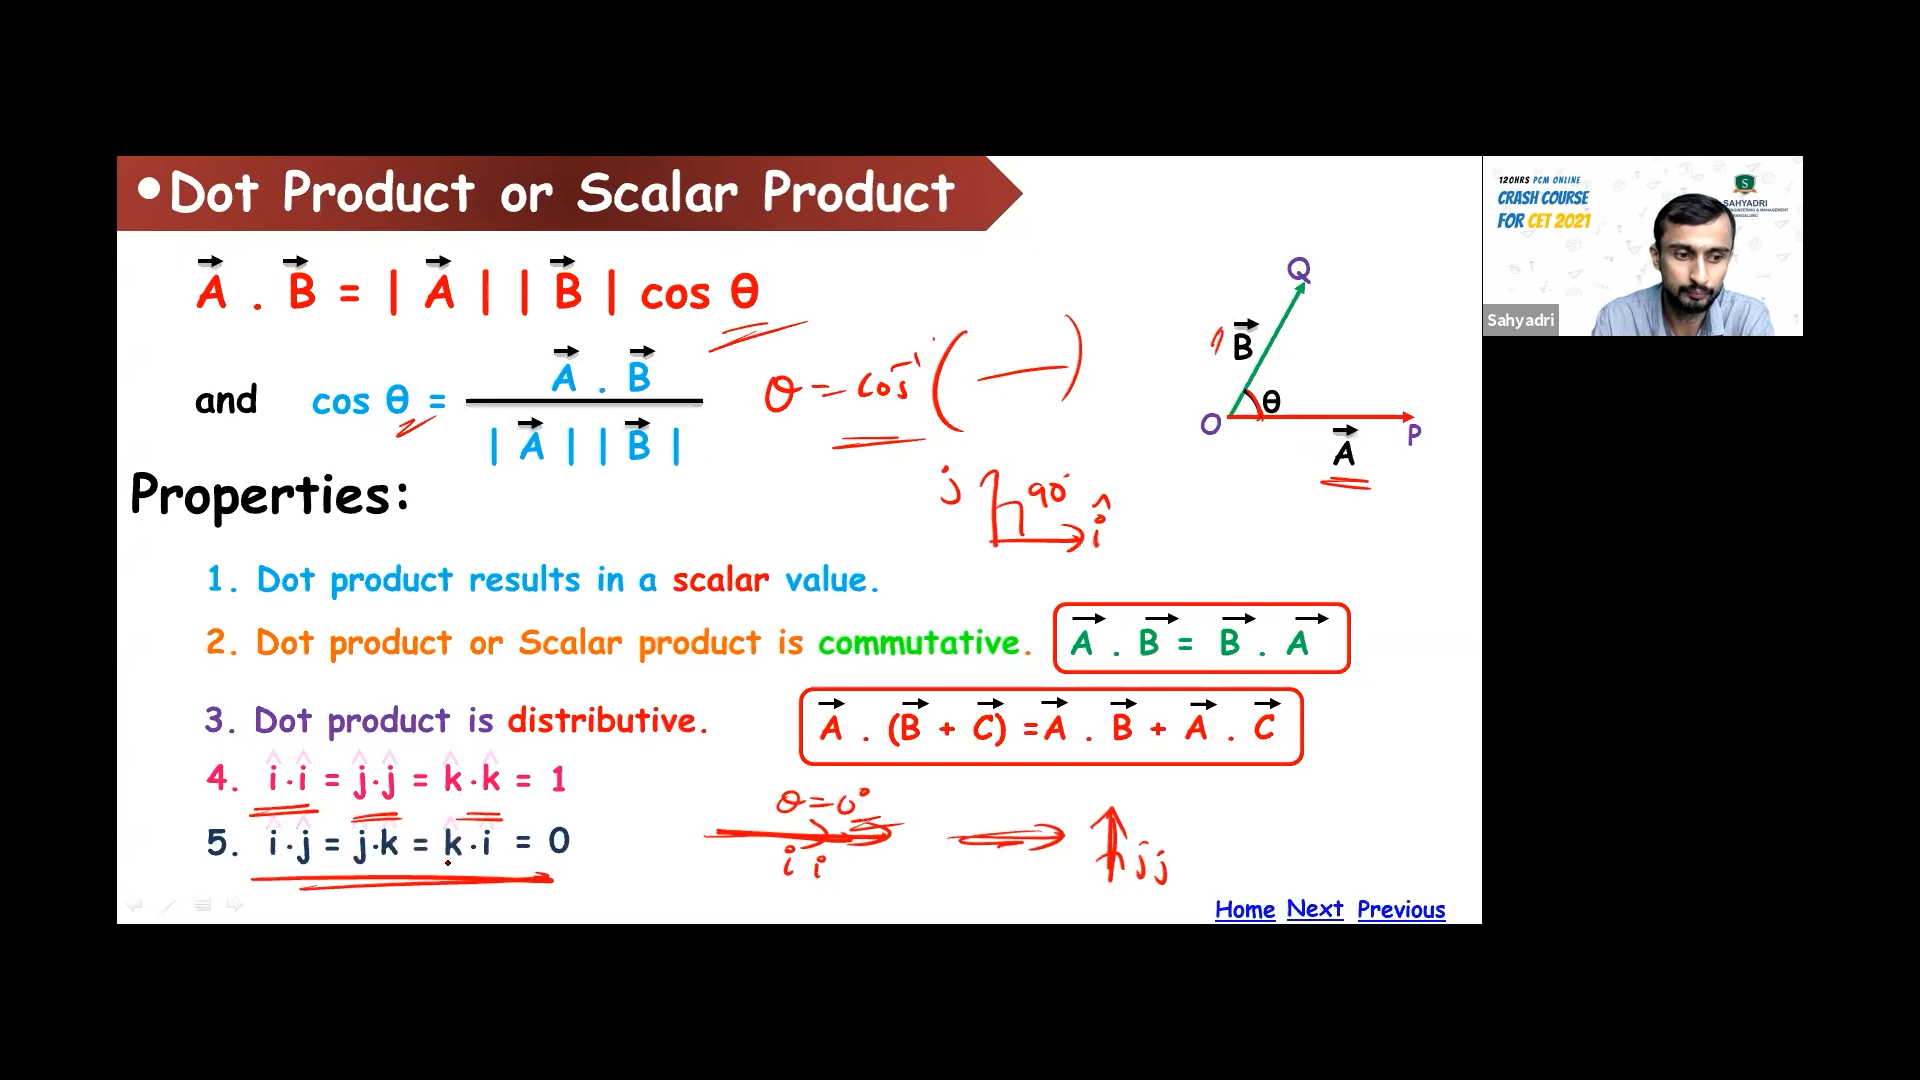 • Dot Product or Scalar Product
A . B = | A | | B | cos θ
and cos θ = A . B
| A | | B |
θ = cos⁻¹ ( — )
Q
B
θ
O
P
A
Properties:
j 90° î
1. Dot product results in a scalar value.
2. Dot product or Scalar product is commutative. A . B = B . A
3. Dot product is distributive. A . (B + C) = A . B + A . C
4. î · î = ĵ · ĵ = k̂ · k̂ = 1
θ = 0°
i i
j j
5. î · ĵ = ĵ · k̂ = k̂ · î = 0
Home Next Previous
120HRS PCM ONLINE
CRASH COURSE
FOR CET 2021
S
SAHYADRI
Sahyadri